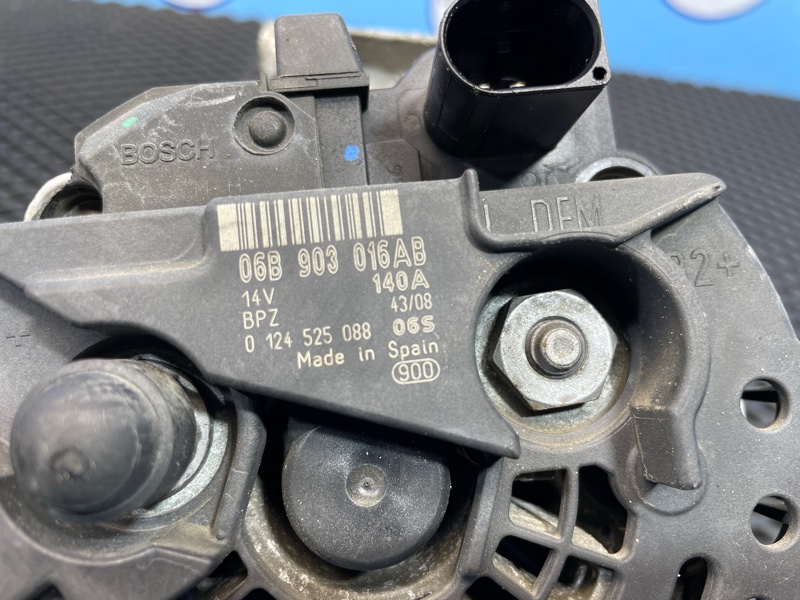 BOSCH
L DFM
06B 903 016AB
140A
14V 43/08
BPZ
0 124 525 088 06S
Made in Spain
900
B2+